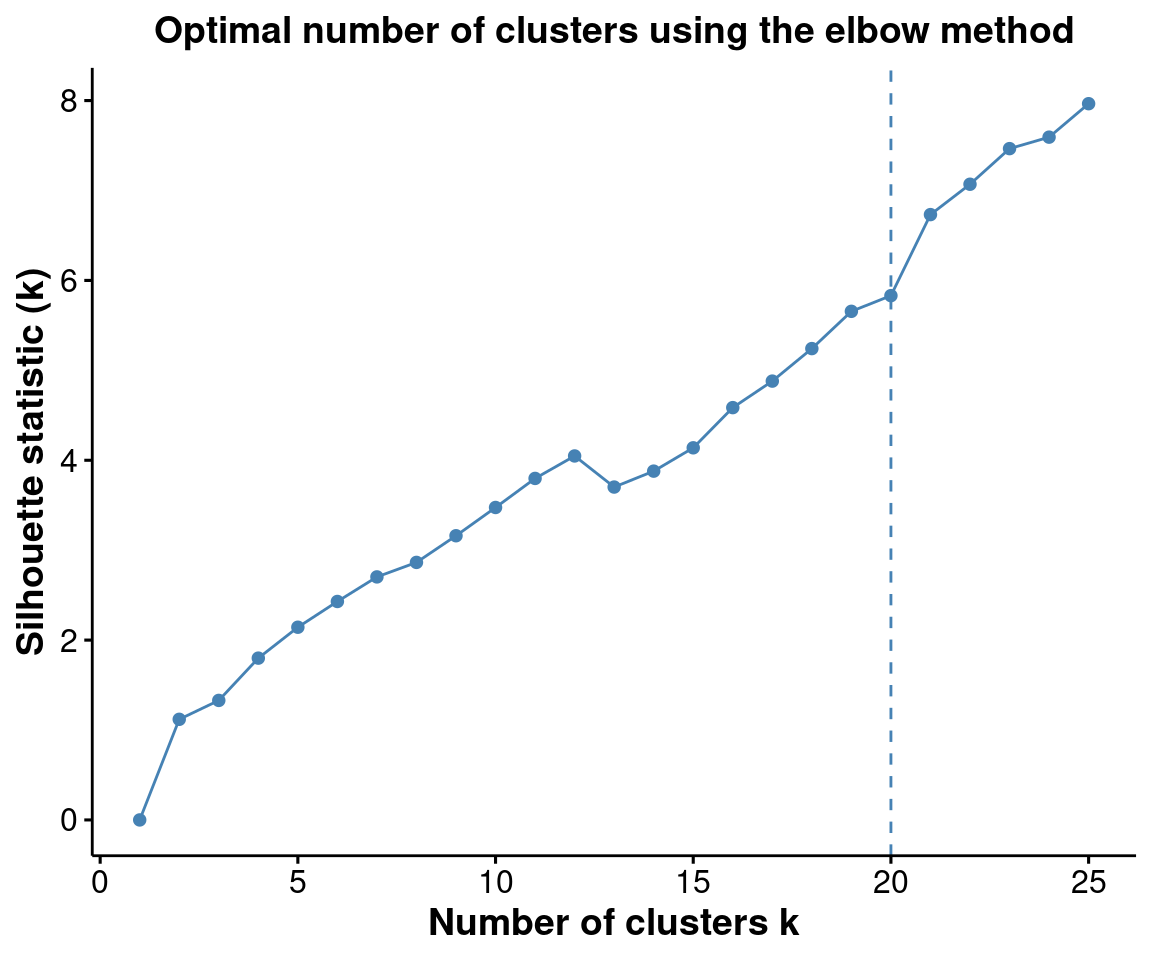 Optimal number of clusters using the elbow method
Silhouette statistic (k)
8
6
4
2
0
0 5 10 15 20 25
Number of clusters k